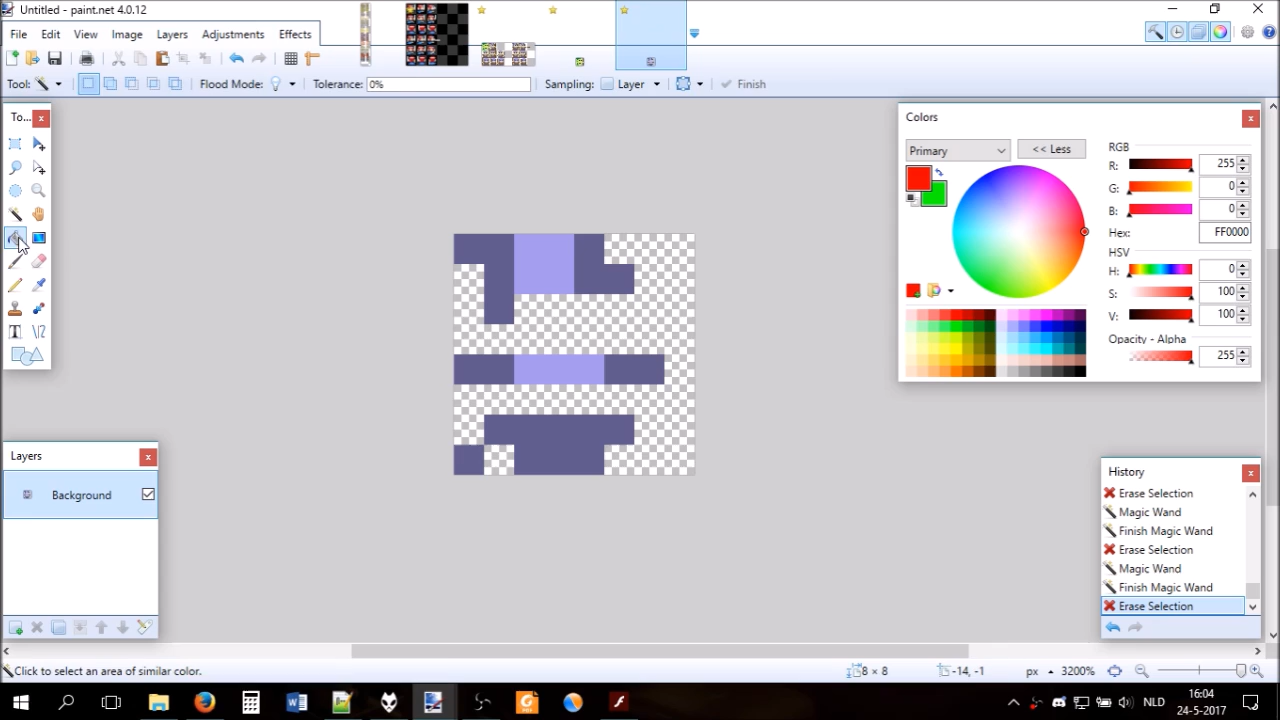 Untitled - paint.net 4.0.12
File Edit View Image Layers Adjustments Effects
Tool: Flood Mode: Tolerance: 0% Sampling: Layer Finish
To...
Colors
Primary
<< Less
RGB
R: 255
G: 0
B: 0
Hex: FF0000
HSV
H: 0
S: 100
V: 100
Opacity - Alpha
255
Layers
Background
History
Erase Selection
Magic Wand
Finish Magic Wand
Erase Selection
Magic Wand
Finish Magic Wand
Erase Selection
Click to select an area of similar color. 8 × 8 -14, -1 px 3200%
NLD
16:04
24-5-2017